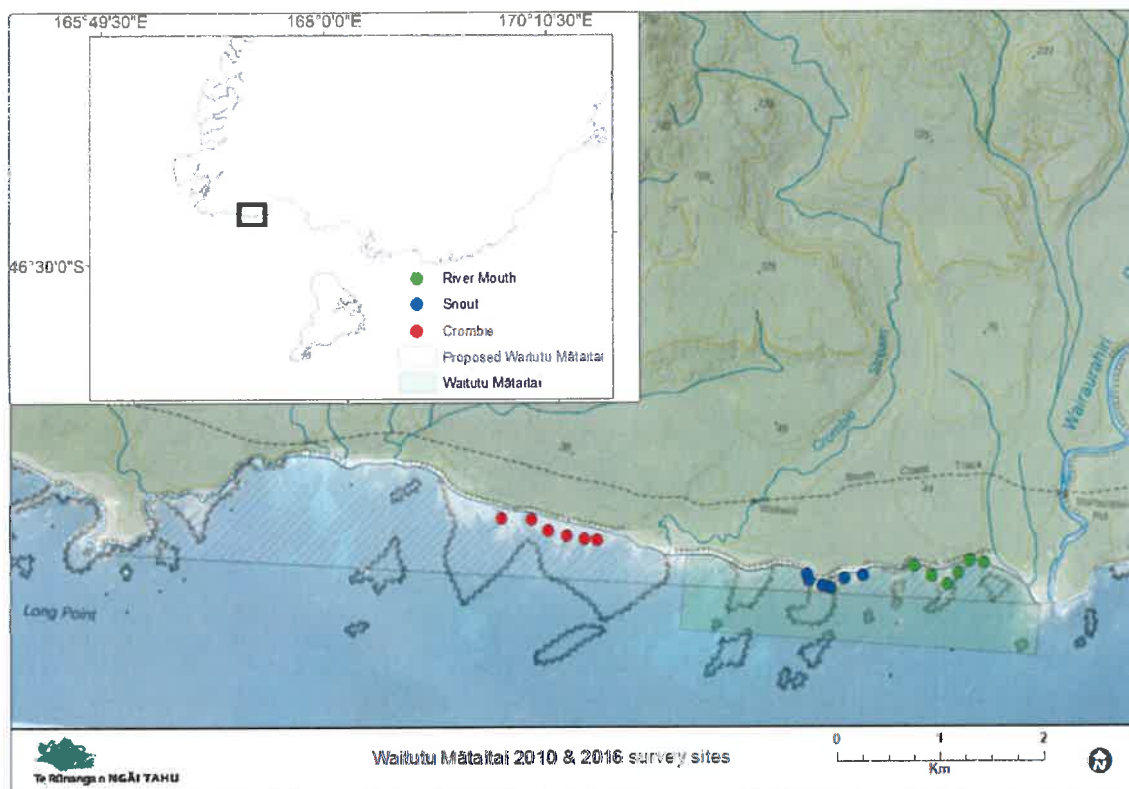 165°49'30"E 168°0'0"E 170°10'30"E
46°30'0"S
River Mouth
Snout
Crombie
Proposed Waitutu Mātaitai
Waitutu Mātaitai
Crombie Stream
Wairaurahiri
South Coast Track
Long Point
Waitutu Mātaitai 2010 & 2016 survey sites
0 1 2
Km
N
Te Rūnanga o NGĀI TAHU